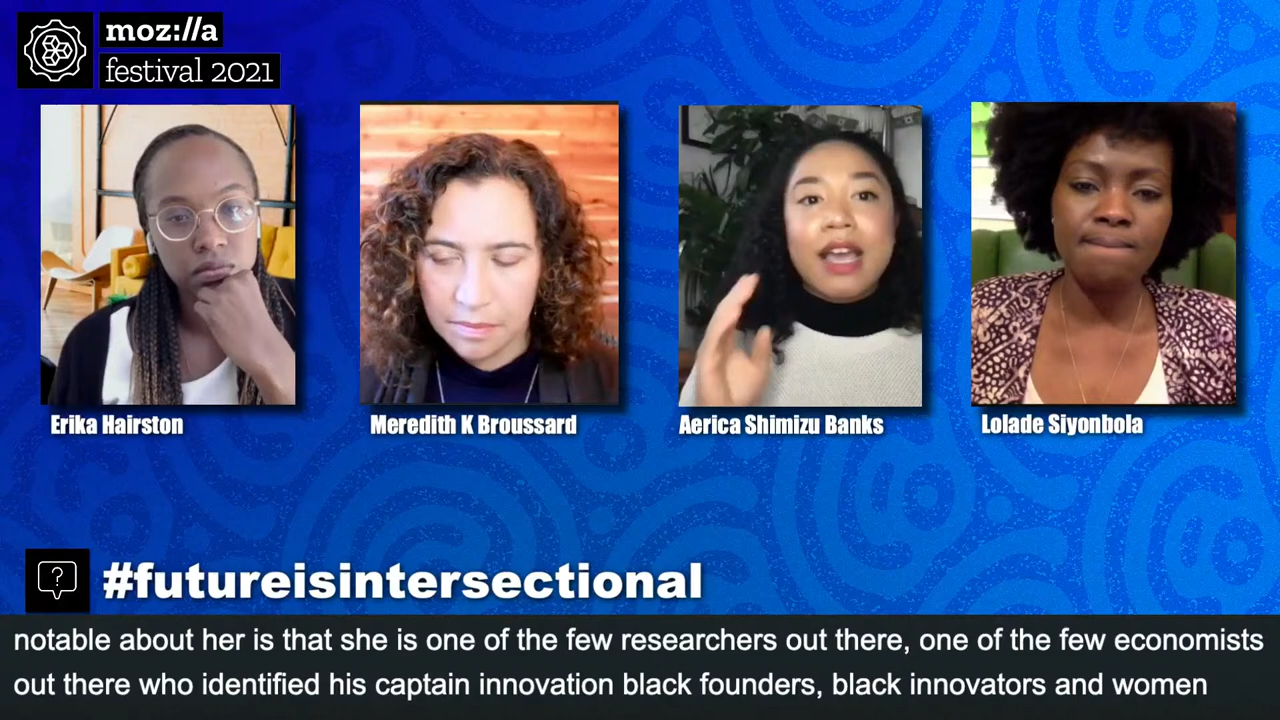 moz://a
festival 2021
Erika Hairston
Meredith K Broussard
Aerica Shimizu Banks
Lolade Siyonbola
?
#futureisintersectional
notable about her is that she is one of the few researchers out there, one of the few economists
out there who identified his captain innovation black founders, black innovators and women